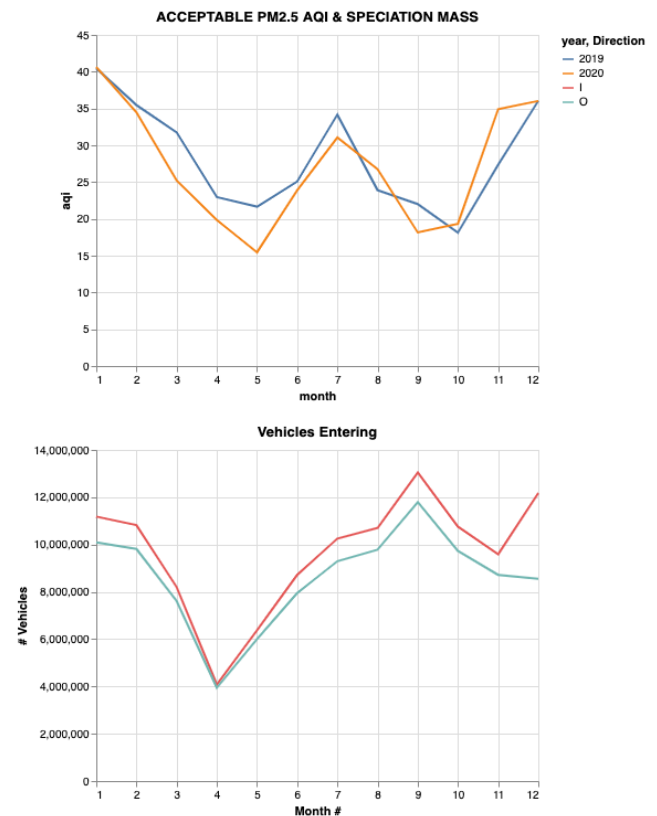 ACCEPTABLE PM2.5 AQI & SPECIATION MASS
year, Direction
2019
2020
I
O
45
40
35
30
25
20
15
10
5
0
aqi
1 2 3 4 5 6 7 8 9 10 11 12
month
Vehicles Entering
14,000,000
12,000,000
10,000,000
8,000,000
6,000,000
4,000,000
2,000,000
0
# Vehicles
1 2 3 4 5 6 7 8 9 10 11 12
Month #